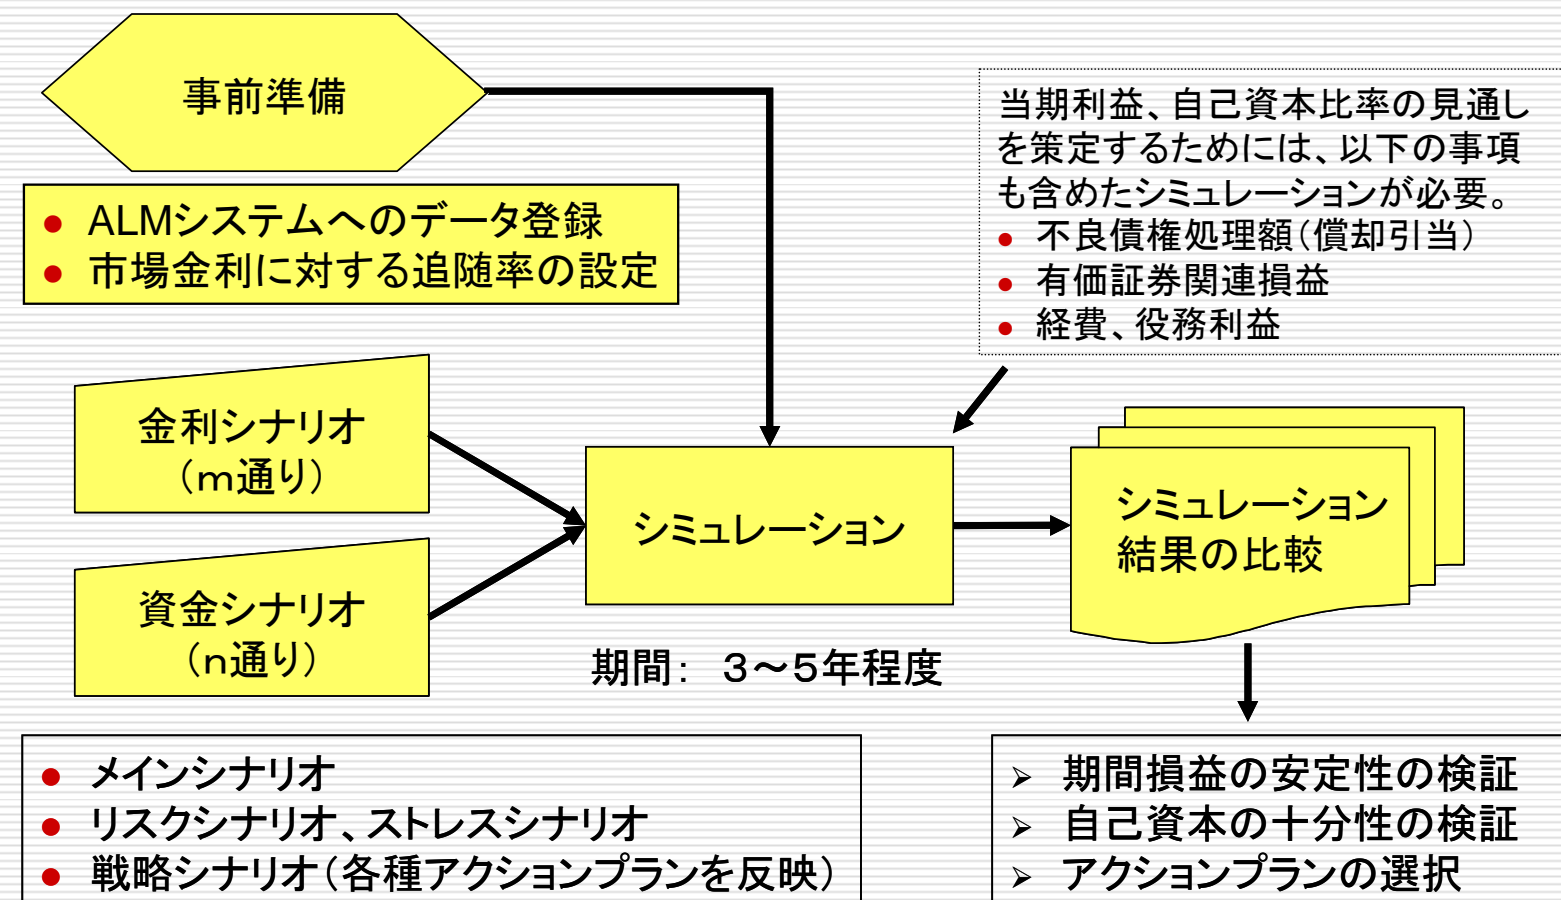 事前準備
● ALMシステムへのデータ登録
● 市場金利に対する追随率の設定
当期利益、自己資本比率の見通し
を策定するためには、以下の事項
も含めたシミュレーションが必要。
● 不良債権処理額（償却引当）
● 有価証券関連損益
● 経費、役務利益
金利シナリオ
（ｍ通り）
資金シナリオ
（ｎ通り）
シミュレーション
期間： ３～５年程度
シミュレーション
結果の比較
● メインシナリオ
● リスクシナリオ、ストレスシナリオ
● 戦略シナリオ（各種アクションプランを反映）
➢ 期間損益の安定性の検証
➢ 自己資本の十分性の検証
➢ アクションプランの選択